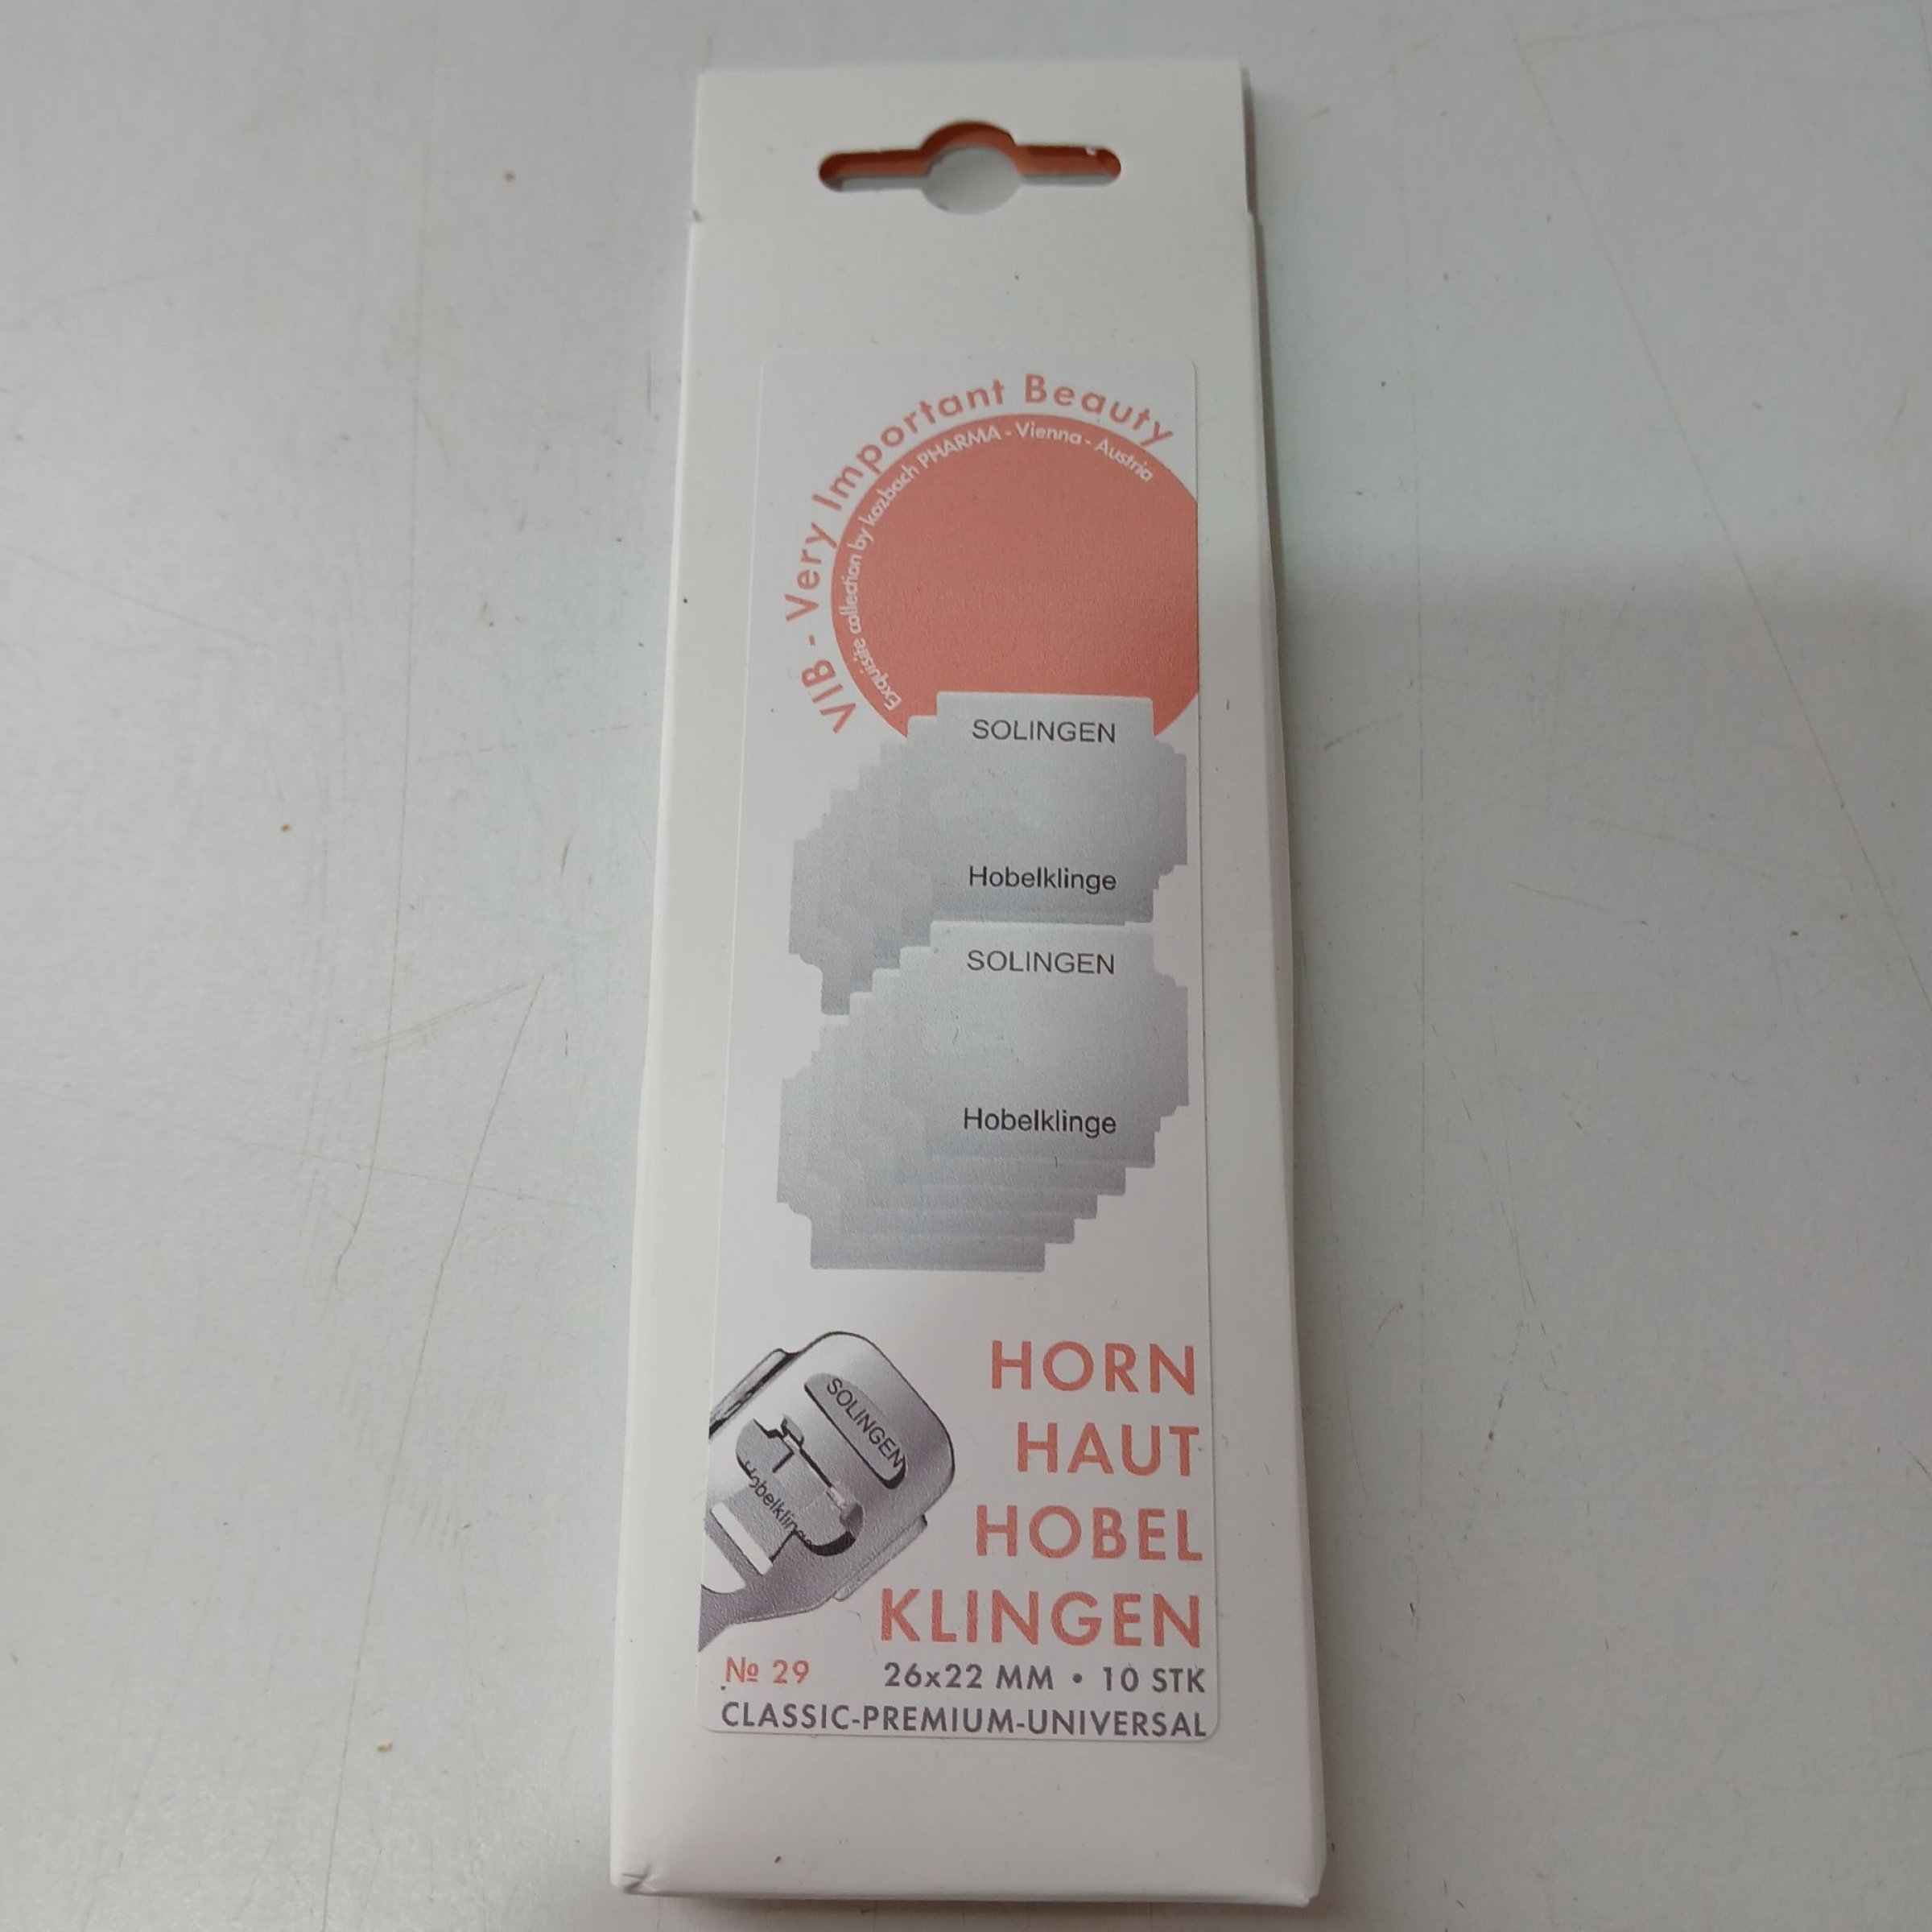 VIB - Very Important Beauty
Exquisite collection by kozbach PHARMA - Vienna - Austria
SOLINGEN
Hobelklinge
SOLINGEN
Hobelklinge
SOLINGEN
Hobelklinge
HORN
HAUT
HOBEL
KLINGEN
№ 29 26x22 MM • 10 STK
CLASSIC-PREMIUM-UNIVERSAL